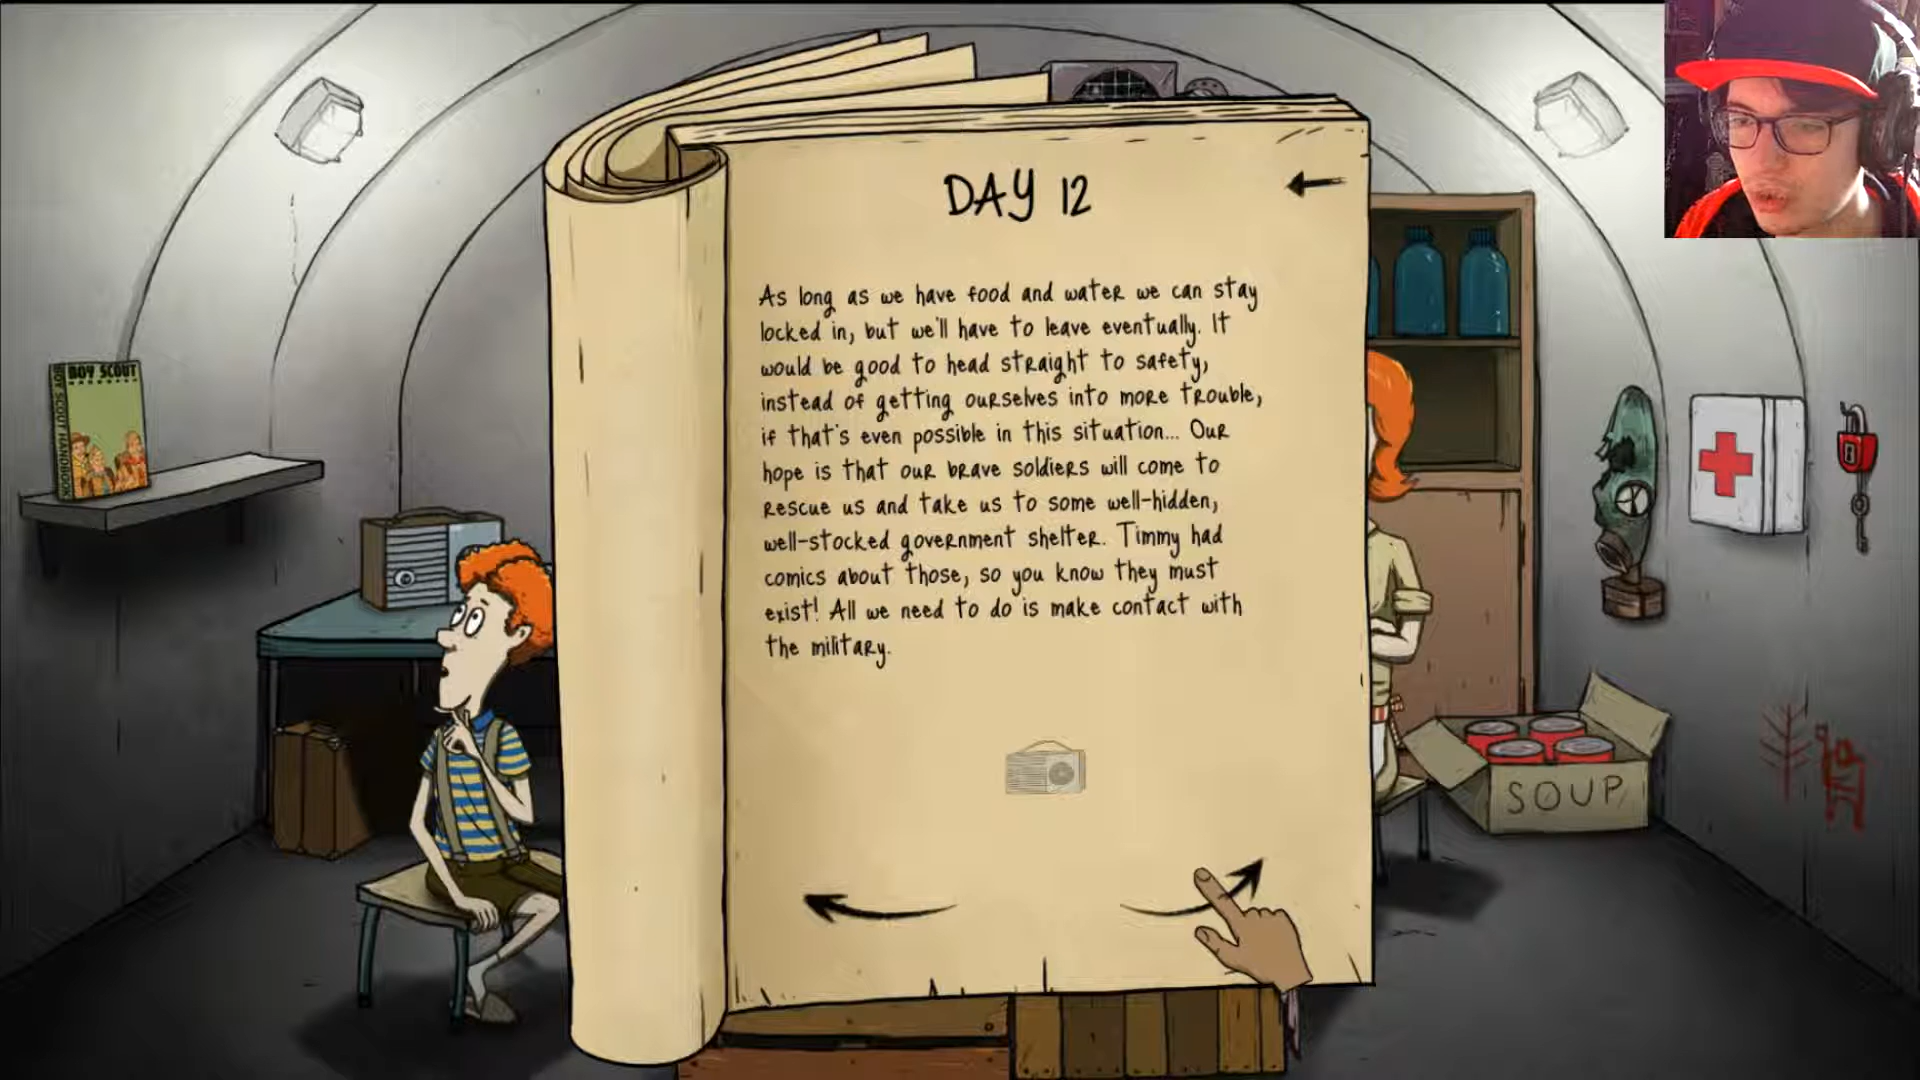 DAY 12
As long as we have food and water we can stay
locked in, but we'll have to leave eventually. It
would be good to head straight to safety,
instead of getting ourselves into more trouble,
if that's even possible in this situation... Our
hope is that our brave soldiers will come to
rescue us and take us to some well-hidden,
well-stocked government shelter. Timmy had
comics about those, so you know they must
exist! All we need to do is make contact with
the military.
BOY SCOUT
BOY SCOUT HANDBOOK
SOUP